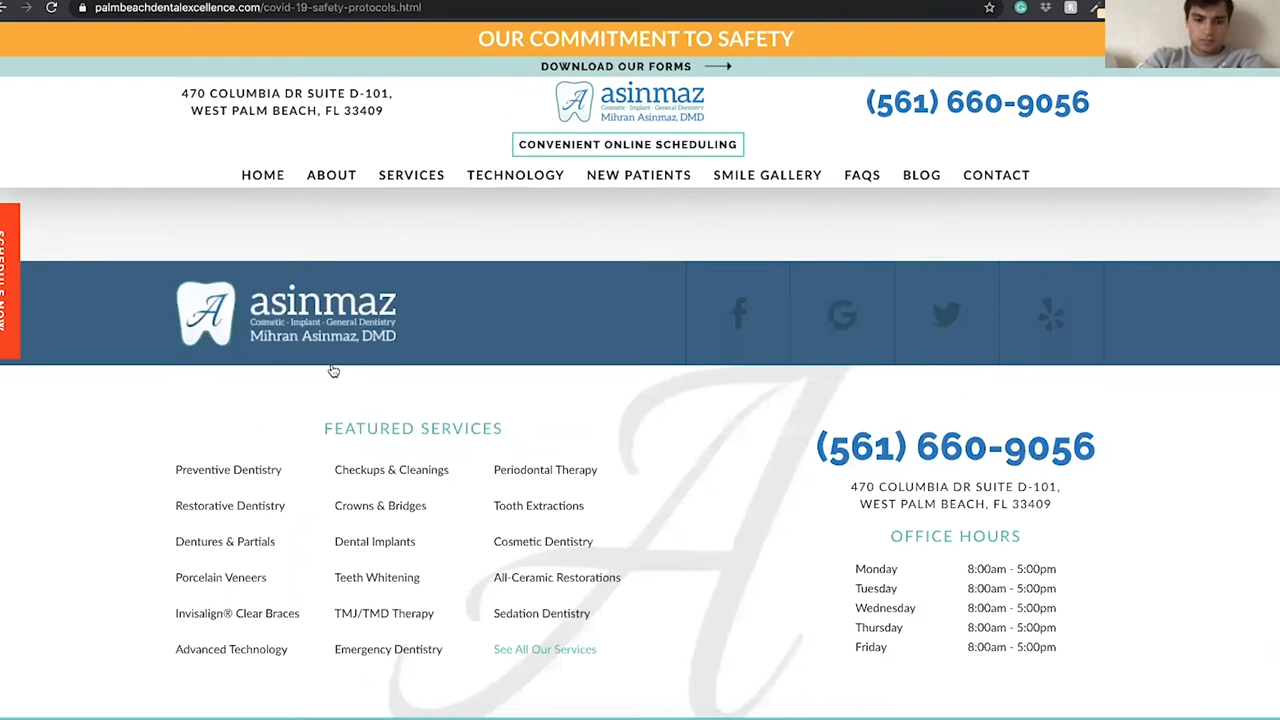 palmbeachdentalexcellence.com/covid-19-safety-protocols.html
OUR COMMITMENT TO SAFETY
DOWNLOAD OUR FORMS
470 COLUMBIA DR SUITE D-101,
WEST PALM BEACH, FL 33409
A
asinmaz
Cosmetic · Implant · General Dentistry
Mihran Asinmaz, DMD
(561) 660-9056
CONVENIENT ONLINE SCHEDULING
HOME ABOUT SERVICES TECHNOLOGY NEW PATIENTS SMILE GALLERY FAQS BLOG CONTACT
SCHEDULE NOW
A
asinmaz
Cosmetic · Implant · General Dentistry
Mihran Asinmaz, DMD
FEATURED SERVICES
Preventive Dentistry Checkups & Cleanings Periodontal Therapy
Restorative Dentistry Crowns & Bridges Tooth Extractions
Dentures & Partials Dental Implants Cosmetic Dentistry
Porcelain Veneers Teeth Whitening All-Ceramic Restorations
Invisalign® Clear Braces TMJ/TMD Therapy Sedation Dentistry
Advanced Technology Emergency Dentistry See All Our Services
A
(561) 660-9056
470 COLUMBIA DR SUITE D-101,
WEST PALM BEACH, FL 33409
OFFICE HOURS
Monday 8:00am - 5:00pm
Tuesday 8:00am - 5:00pm
Wednesday 8:00am - 5:00pm
Thursday 8:00am - 5:00pm
Friday 8:00am - 5:00pm